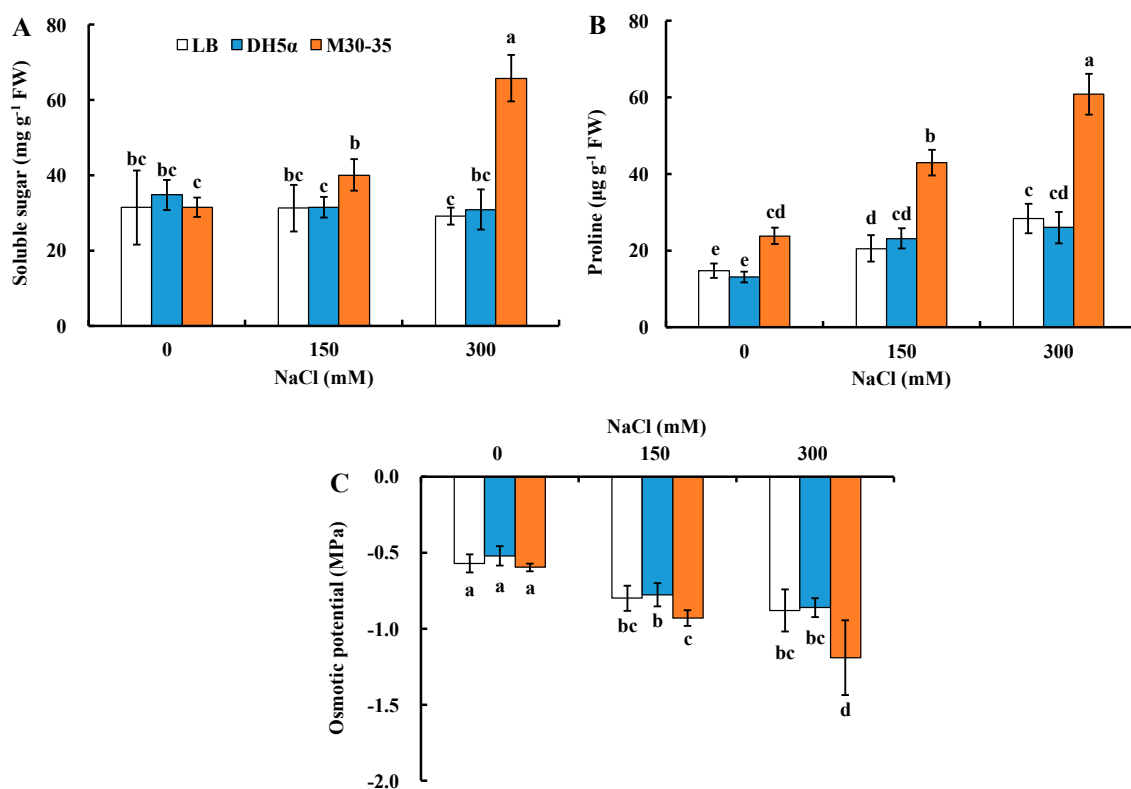 A
80
60
40
20
0
Soluble sugar (mg g⁻¹ FW)
LB DH5α M30-35
bc bc c bc c b c bc a
0 150 300
NaCl (mM)
B
80
60
40
20
0
Proline (µg g⁻¹ FW)
e e cd d cd b c cd a
0 150 300
NaCl (mM)
C
NaCl (mM)
0 150 300
0.0
-0.5
-1.0
-1.5
-2.0
Osmotic potential (MPa)
a a a bc b c bc bc d